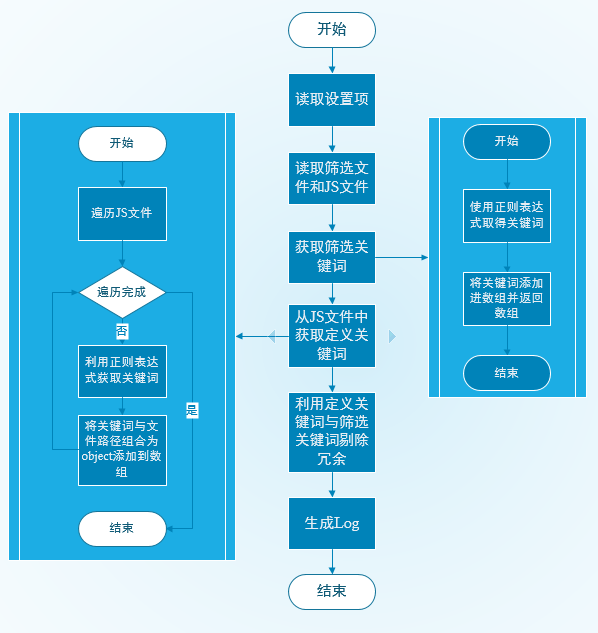 开始
读取设置项
读取筛选文
件和JS文件
获取筛选关
键词
从JS文件中
获取定义关
键词
利用定义关
键词与筛选
关键词剔除
冗余
生成Log
结束
开始
遍历JS文件
遍历完成
否
利用正则表达
式获取关键词
将关键词与文
件路径组合为
object添加到数
组
是
结束
开始
使用正则表达
式取得关键词
将关键词添加
进数组并返回
数组
结束